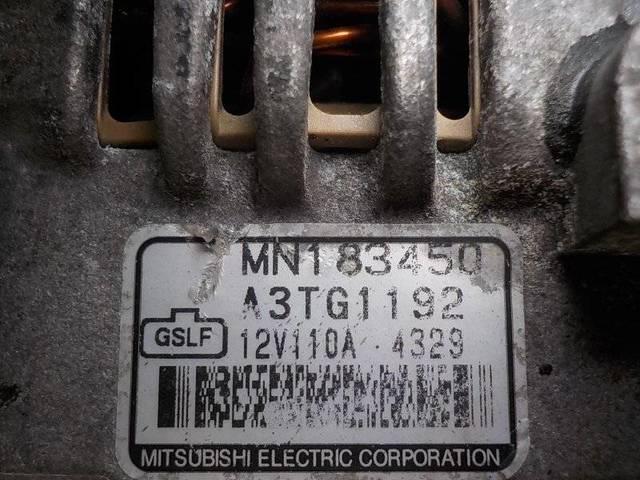 MN183450
A3TG1192
GSLF
12V110A 4329
MITSUBISHI ELECTRIC CORPORATION